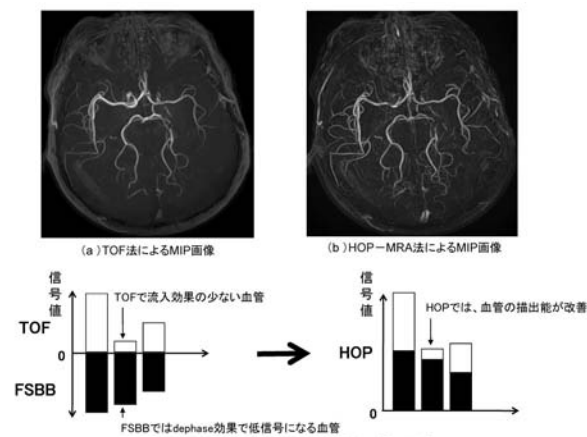 （a）TOF法によるMIP画像
（b）HOP－MRA法によるMIP画像
信号値
TOFで流入効果の少ない血管
TOF
0
FSBB
FSBBではdephase効果で低信号になる血管
信号値
HOPでは、血管の描出能が改善
HOP
0